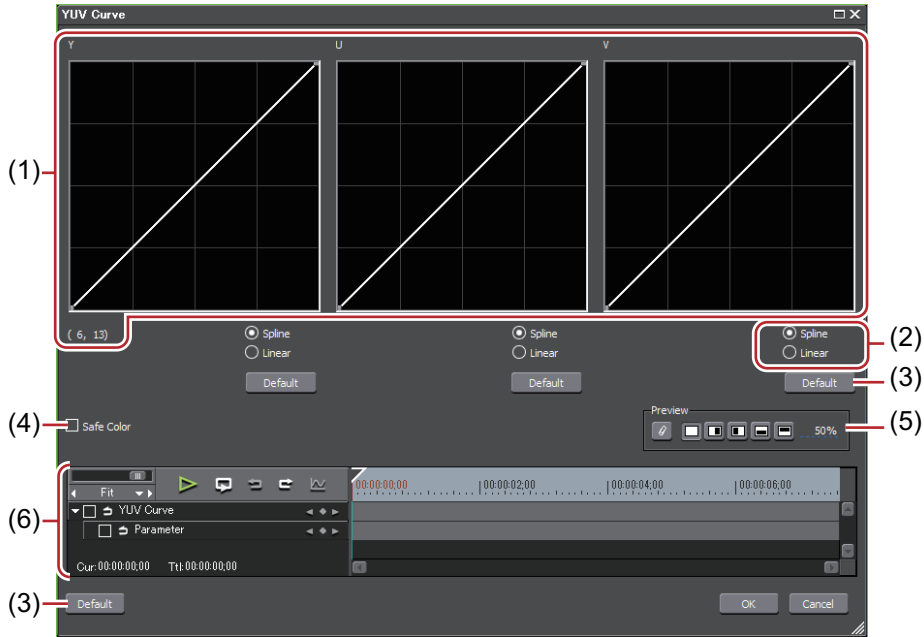 YUV Curve
Y U V
(1)
( 6, 13)
Spline Spline Spline
(2)
Linear Linear Linear
Default Default Default
(3)
Preview
(4)
Safe Color
50%
(5)
Fit
00:00:00;00 00:00:02;00 00:00:04;00 00:00:06;00
YUV Curve
(6)
Parameter
Cur:00:00:00;00 Ttl:00:00:00;00
(3)
Default OK Cancel